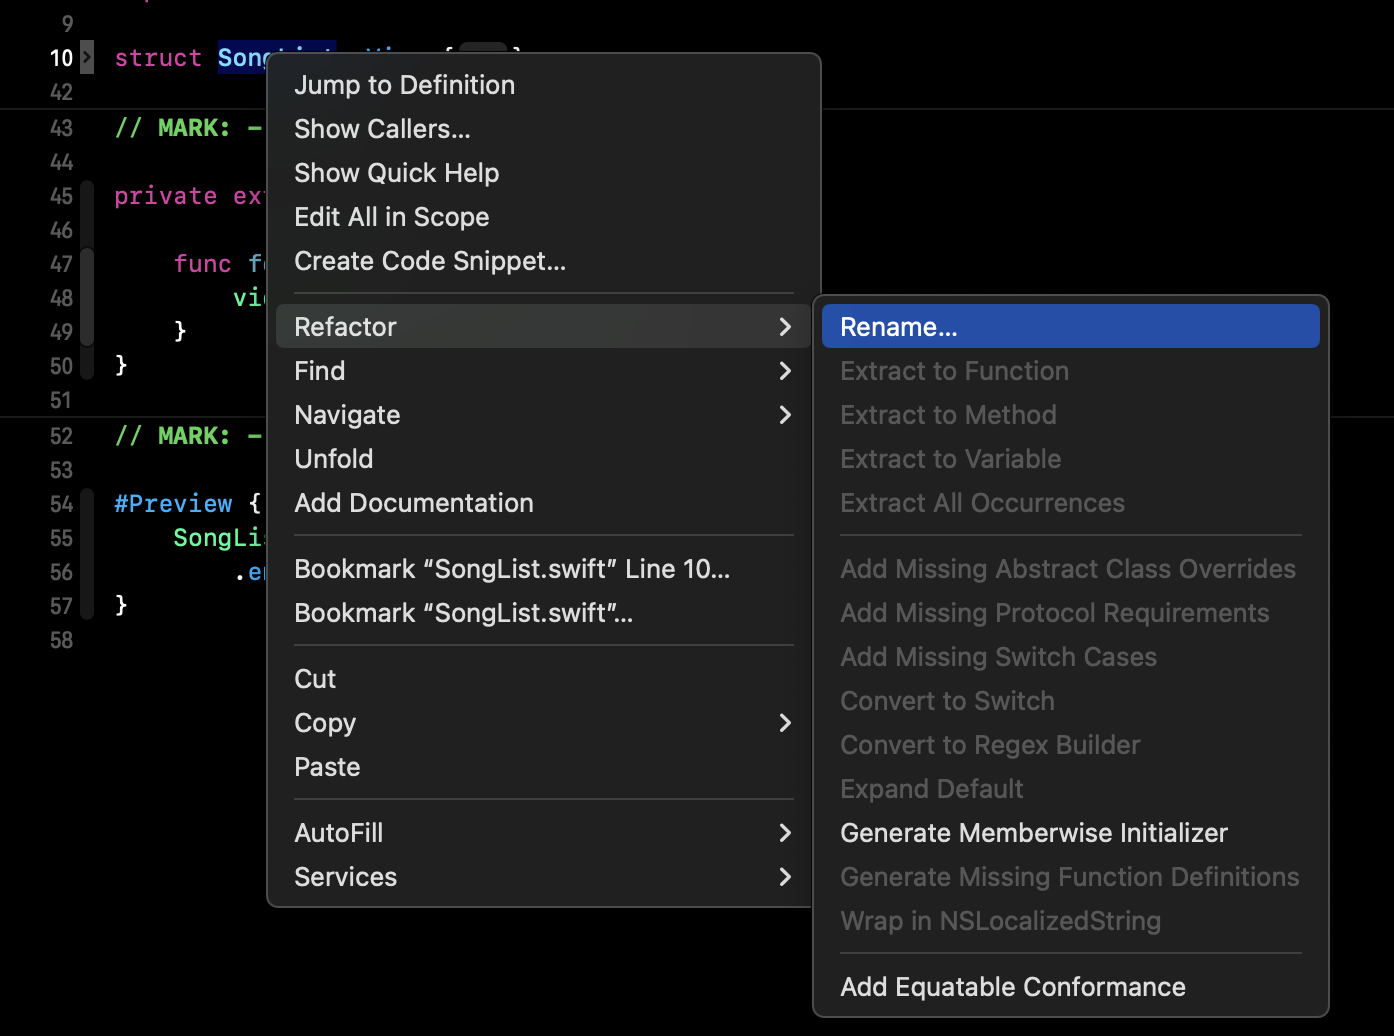 9
10 struct
42
43 // MARK: -
44
45 private
46
47 func
48
49 }
50 }
51
52 // MARK: -
53
54 #Preview {
55
56
57 }
58
Jump to Definition
Show Callers...
Show Quick Help
Edit All in Scope
Create Code Snippet...
Refactor
Find
Navigate
Unfold
Add Documentation
Bookmark “SongList.swift” Line 10...
Bookmark “SongList.swift”...
Cut
Copy
Paste
AutoFill
Services
Rename...
Extract to Function
Extract to Method
Extract to Variable
Extract All Occurrences
Add Missing Abstract Class Overrides
Add Missing Protocol Requirements
Add Missing Switch Cases
Convert to Switch
Convert to Regex Builder
Expand Default
Generate Memberwise Initializer
Generate Missing Function Definitions
Wrap in NSLocalizedString
Add Equatable Conformance